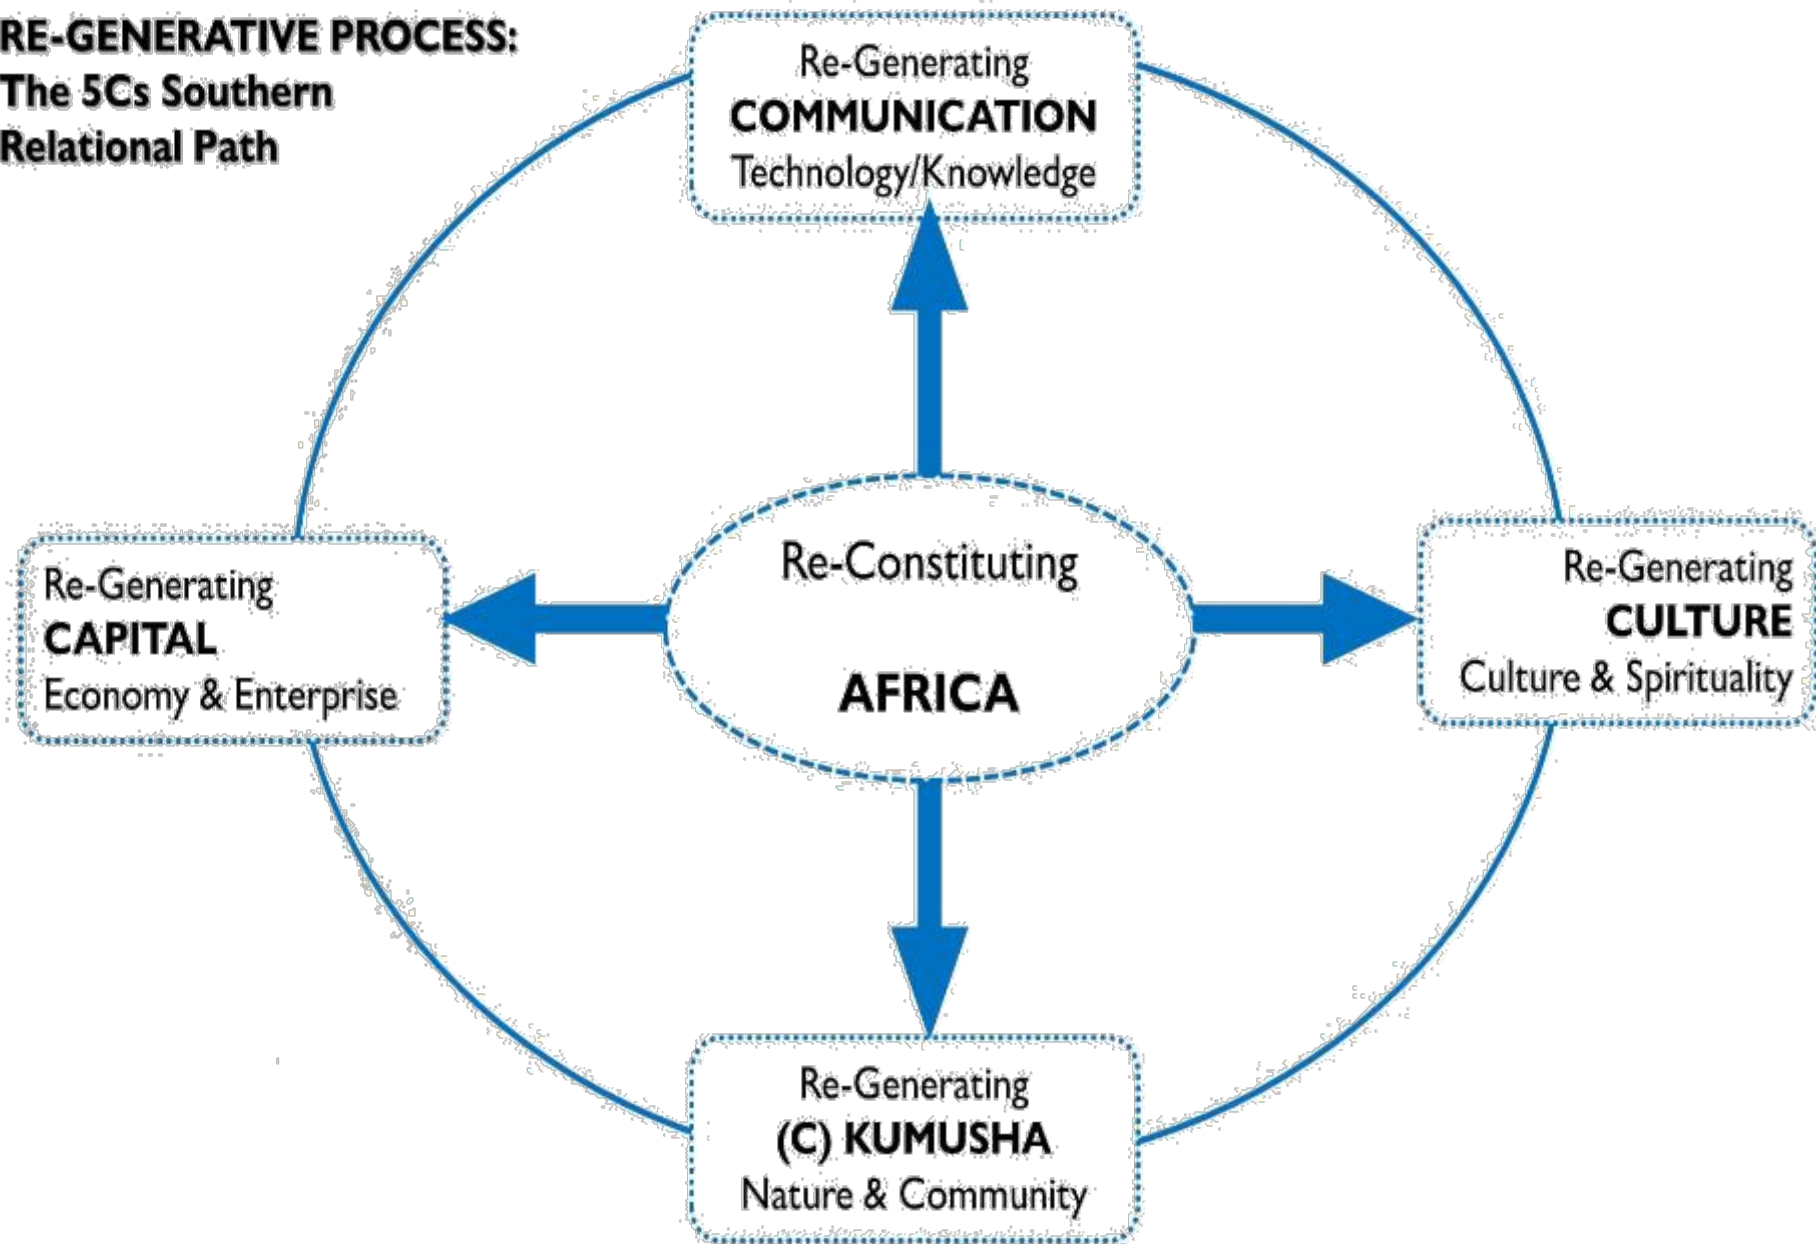 RE-GENERATIVE PROCESS:
The 5Cs Southern
Relational Path
Re-Generating
COMMUNICATION
Technology/Knowledge
Re-Generating
CAPITAL
Economy & Enterprise
Re-Constituting
AFRICA
Re-Generating
CULTURE
Culture & Spirituality
Re-Generating
(C) KUMUSHA
Nature & Community